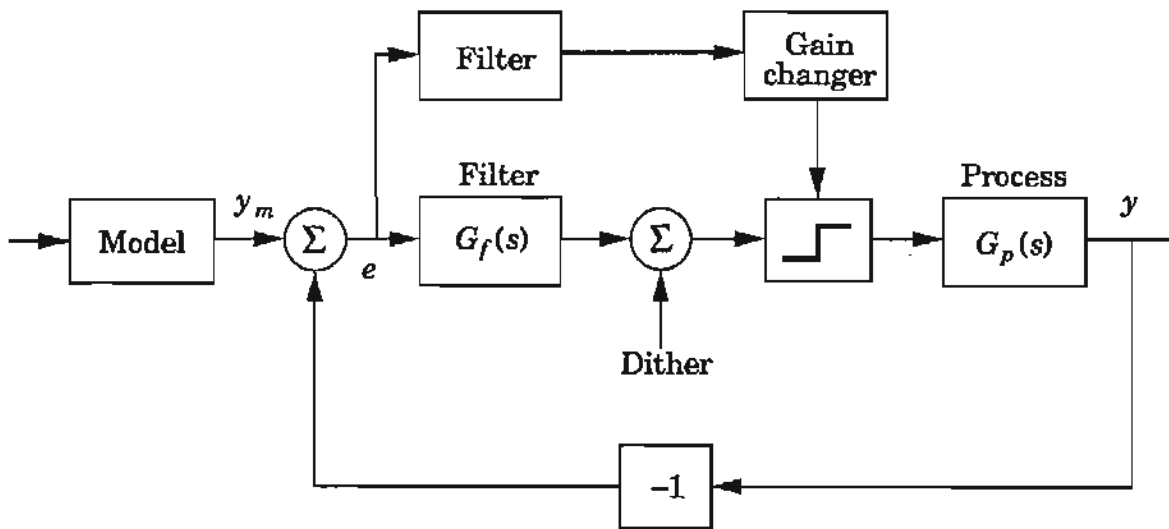 Filter
Gain
changer
Filter
Process
y_m
y
Model
Σ
e
G_f(s)
Σ
G_p(s)
Dither
–1